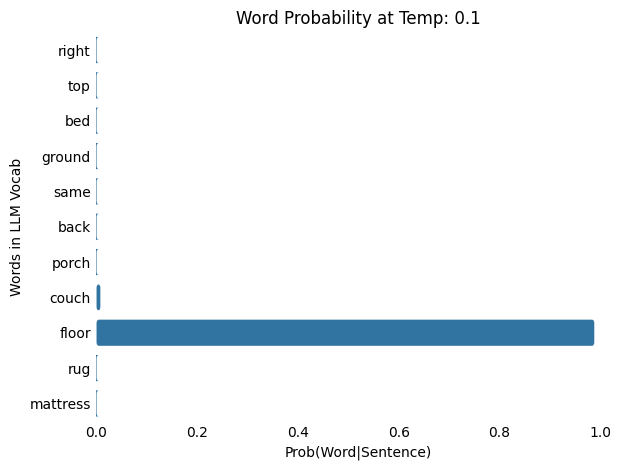 Word Probability at Temp: 0.1
Words in LLM Vocab
right
top
bed
ground
same
back
porch
couch
floor
rug
mattress
0.0 0.2 0.4 0.6 0.8 1.0
Prob(Word|Sentence)